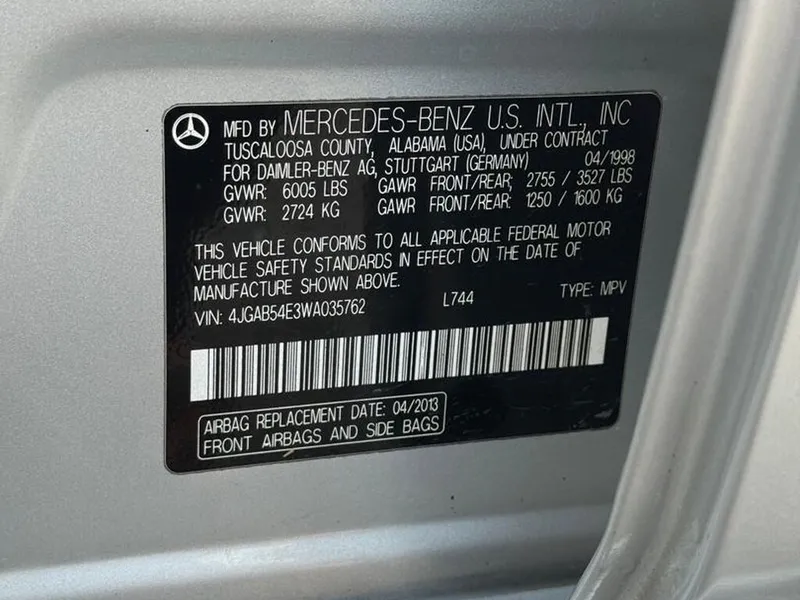 MFD BY MERCEDES-BENZ U.S. INTL., INC
TUSCALOOSA COUNTY, ALABAMA (USA), UNDER CONTRACT
FOR DAIMLER-BENZ AG, STUTTGART (GERMANY) 04/1998
GVWR: 6005 LBS GAWR FRONT/REAR: 2755 / 3527 LBS
GVWR: 2724 KG GAWR FRONT/REAR: 1250 / 1600 KG
THIS VEHICLE CONFORMS TO ALL APPLICABLE FEDERAL MOTOR
VEHICLE SAFETY STANDARDS IN EFFECT ON THE DATE OF
MANUFACTURE SHOWN ABOVE.
VIN: 4JGAB54E3WA035762 L744 TYPE: MPV
AIRBAG REPLACEMENT DATE: 04/2013
FRONT AIRBAGS AND SIDE BAGS